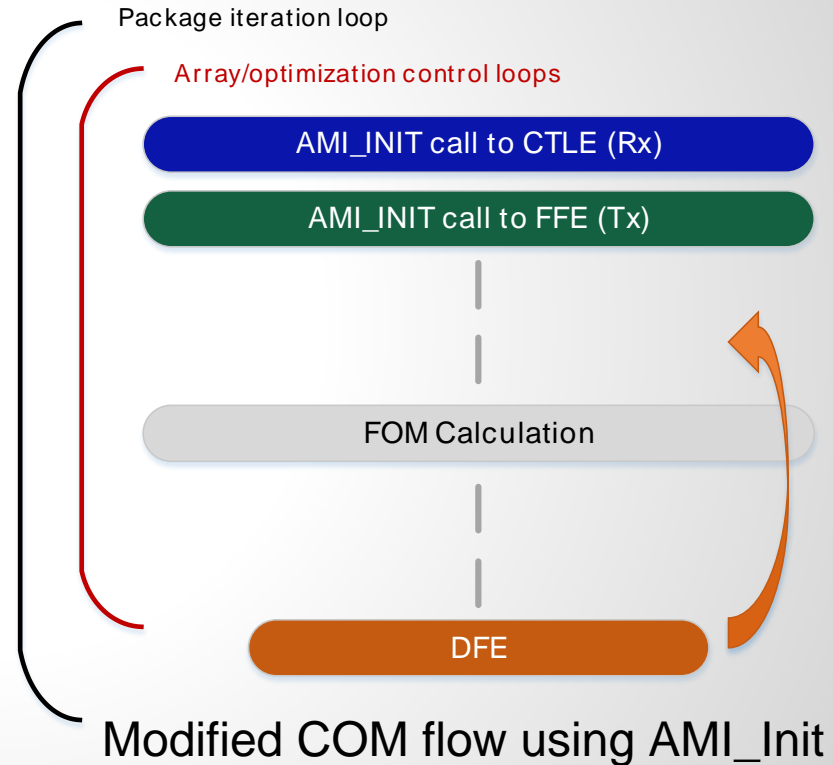 Package iteration loop
Array/optimization control loops
AMI_INIT call to CTLE (Rx)
AMI_INIT call to FFE (Tx)
FOM Calculation
DFE
Modified COM flow using AMI_Init